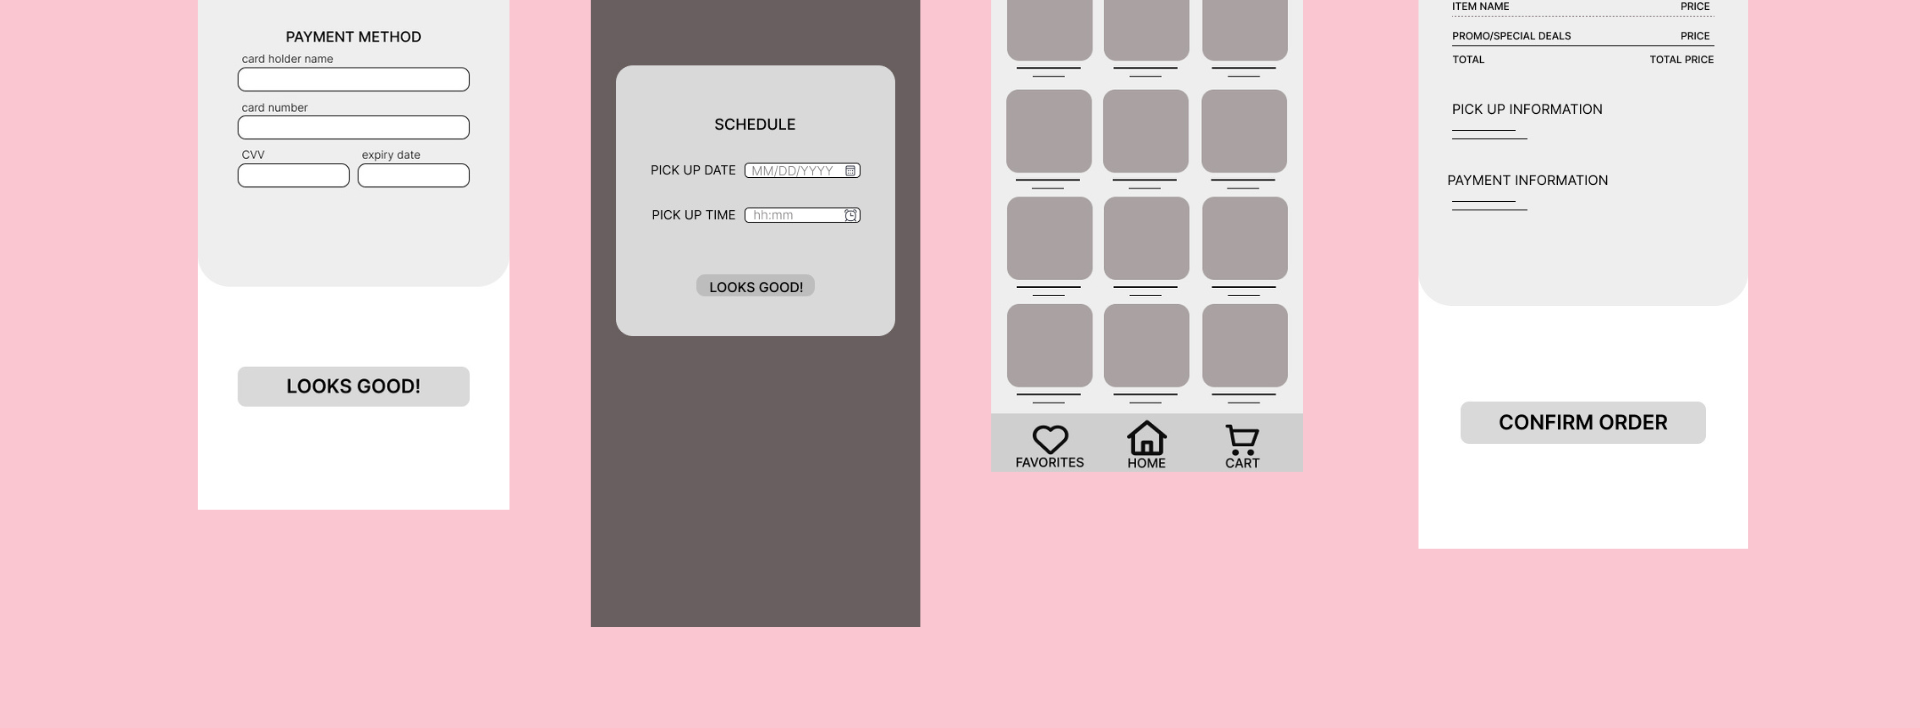 PAYMENT METHOD
card holder name
card number
CVV
expiry date
LOOKS GOOD!
SCHEDULE
PICK UP DATE MM/DD/YYYY
PICK UP TIME hh:mm
LOOKS GOOD!
FAVORITES
HOME
CART
ITEM NAME PRICE
PROMO/SPECIAL DEALS PRICE
TOTAL TOTAL PRICE
PICK UP INFORMATION
PAYMENT INFORMATION
CONFIRM ORDER